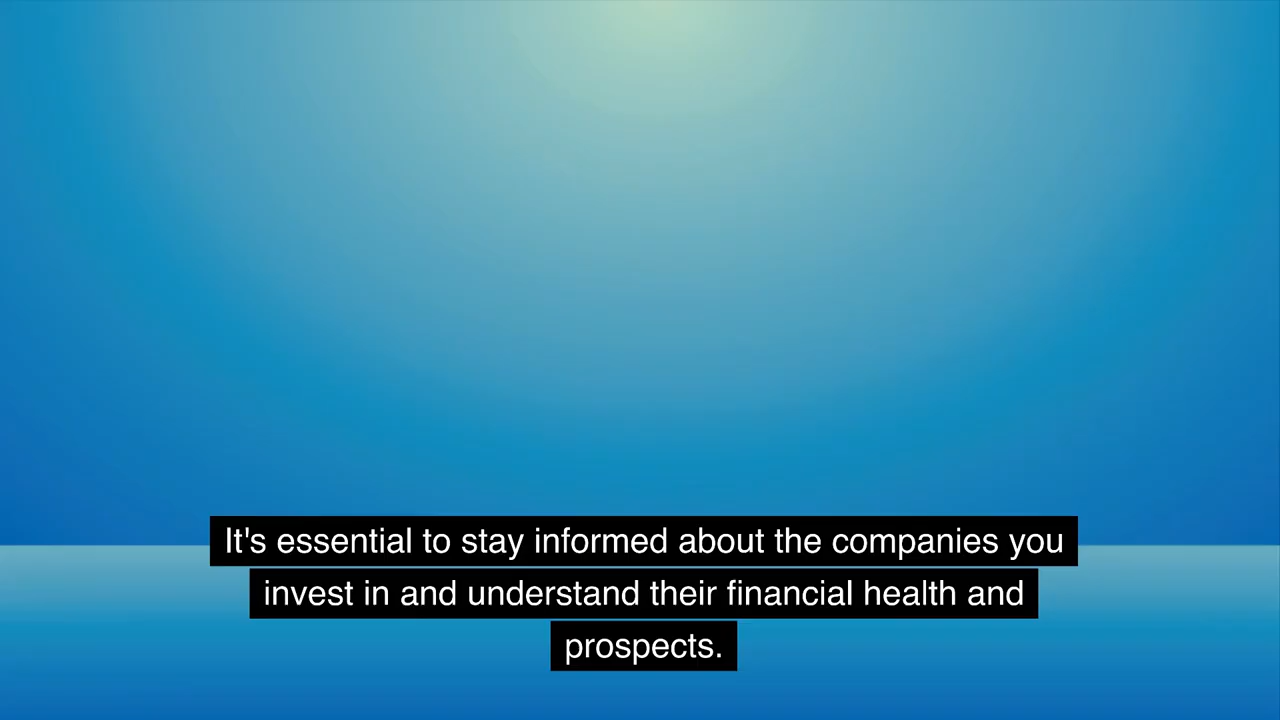 It's essential to stay informed about the companies you
invest in and understand their financial health and
prospects.